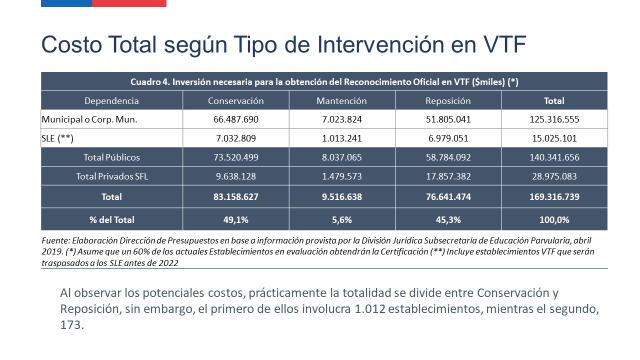 Costo Total según Tipo de Intervención en VTF
Cuadro 4. Inversión necesaria para la obtención del Reconocimiento Oficial en VTF ($miles) (*)
Dependencia Conservación Mantención Reposición Total
Municipal o Corp. Mun. 66.487.690 7.023.824 51.805.041 125.316.555
SLE (**) 7.032.809 1.013.241 6.979.051 15.025.101
Total Públicos 73.520.499 8.037.065 58.784.092 140.341.656
Total Privados SFL 9.638.128 1.479.573 17.857.382 28.975.083
Total 83.158.627 9.516.638 76.641.474 169.316.739
% del Total 49,1% 5,6% 45,3% 100,0%
Fuente: Elaboración Dirección de Presupuestos en base a información provista por la División Jurídica Subsecretaría de Educación Parvularia, abril
2019. (*) Asume que un 60% de los actuales Establecimientos en evaluación obtendrán la Certificación (**) Incluye establecimientos VTF que serán
traspasados a los SLE antes de 2022
Al observar los potenciales costos, prácticamente la totalidad se divide entre Conservación y
Reposición, sin embargo, el primero de ellos involucra 1.012 establecimientos, mientras el segundo,
173.